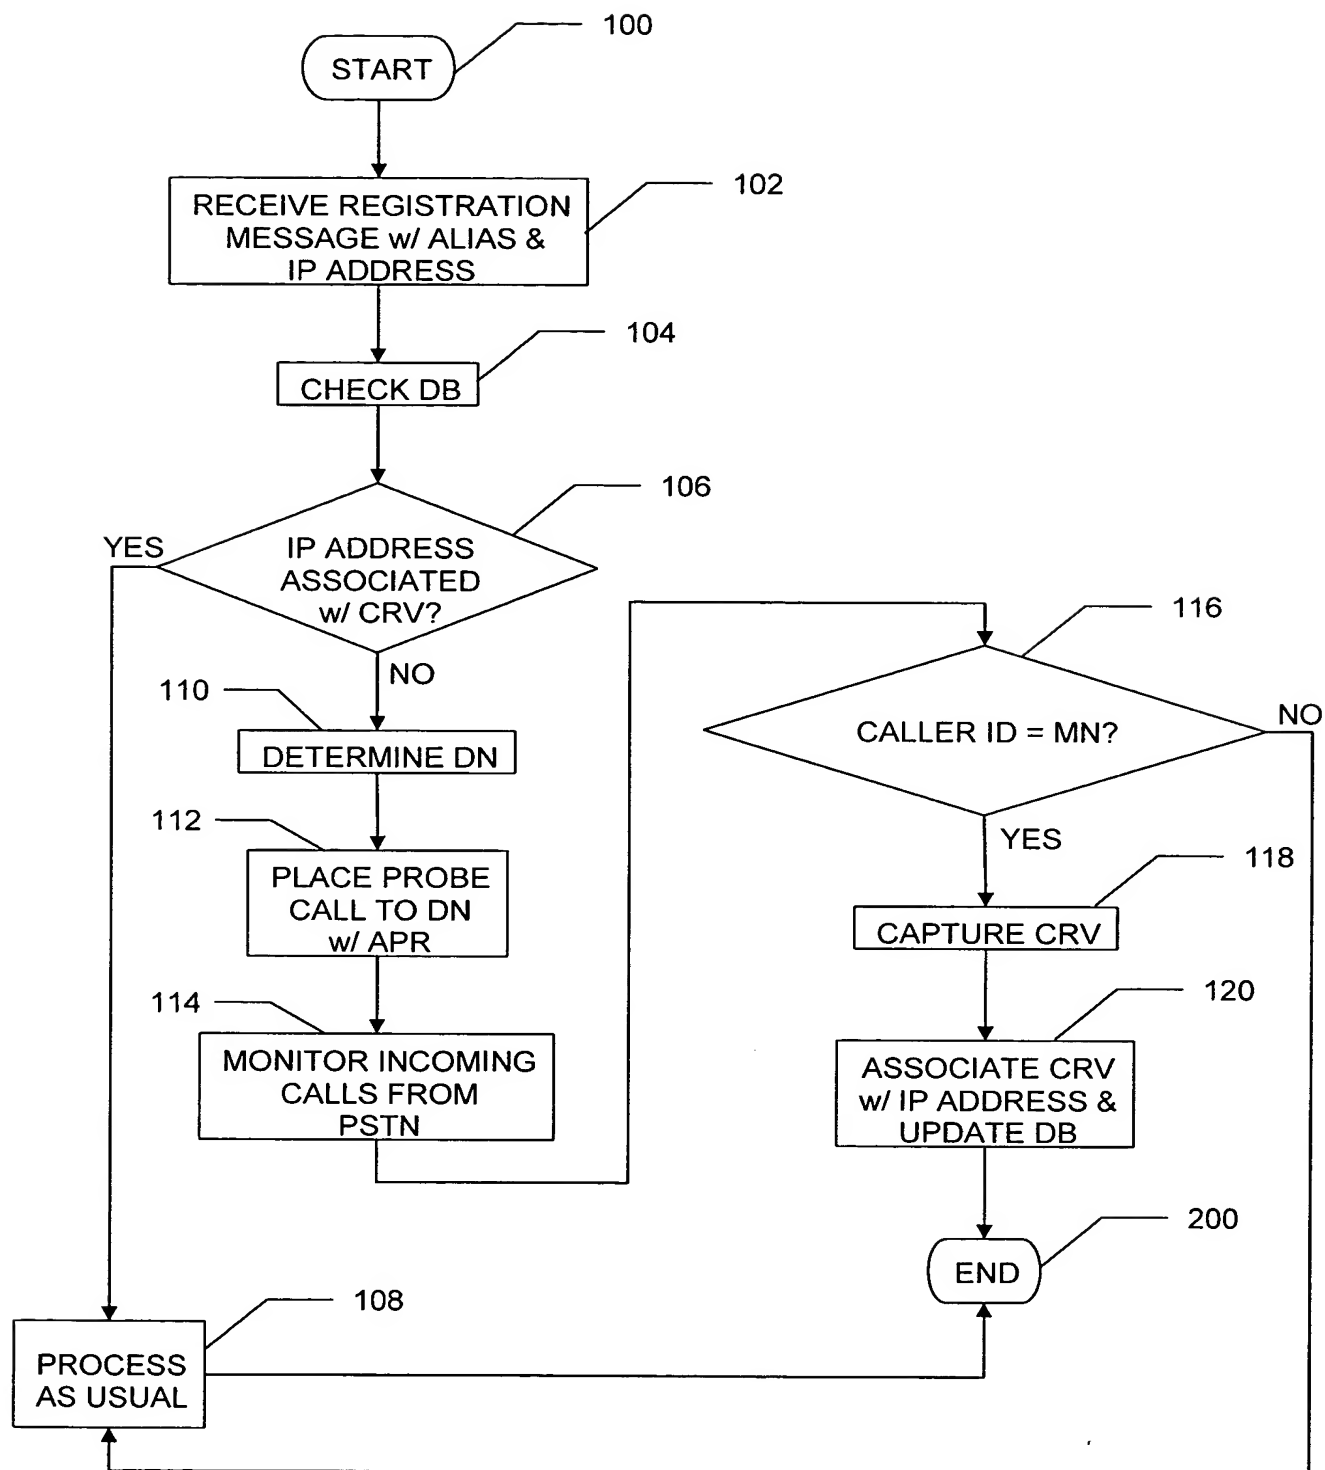 100
START
102
RECEIVE REGISTRATION
MESSAGE w/ ALIAS &
IP ADDRESS
104
CHECK DB
106
YES
IP ADDRESS
ASSOCIATED
w/ CRV?
NO
110
DETERMINE DN
112
PLACE PROBE
CALL TO DN
w/ APR
114
MONITOR INCOMING
CALLS FROM
PSTN
116
CALLER ID = MN?
NO
YES
118
CAPTURE CRV
120
ASSOCIATE CRV
w/ IP ADDRESS &
UPDATE DB
200
END
108
PROCESS
AS USUAL